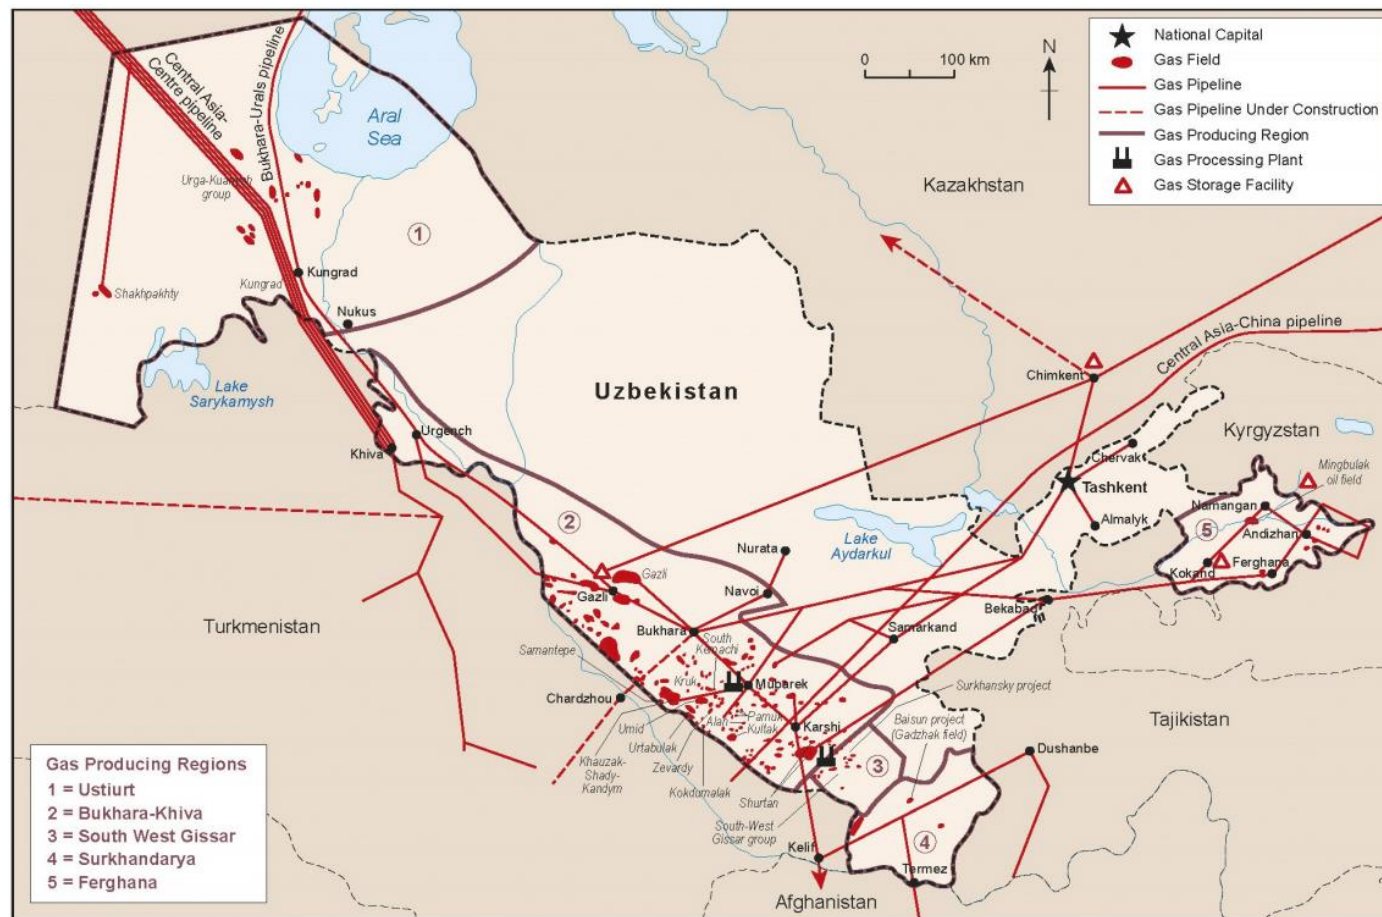 National Capital
Gas Field
Gas Pipeline
Gas Pipeline Under Construction
Gas Producing Region
Gas Processing Plant
Gas Storage Facility
0
100 km
N
Central Asia-
Centre pipeline
Bukhara-Urals pipeline
Aral
Sea
Kazakhstan
Urga-Kuanysh
group
1
Kungrad
Kungrad
Shakhpakhty
Nukus
Lake
Sarykamysh
Uzbekistan
Central Asia-China pipeline
Chimkent
Kyrgyzstan
Urgench
Khiva
Chervak
Mingbulak
oil field
Tashkent
Namangan
2
Almalyk
5
Andizhan
Lake
Aydarkul
Nurata
Kokand
Ferghana
Gazli
Gazli
Navoi
Bekabad
Turkmenistan
Bukhara
South
Kemachi
Samarkand
Samantepe
Kruk
Mubarek
Surkhansky project
Chardzhou
Alan
Pamuk
Kultak
Karshi
Baisun project
(Gadzhak field)
Tajikistan
Umid
Urtabulak
Dushanbe
Khauzak-
Shady-
Kandym
Zevardy
3
Kokdumalak
Shurtan
South-West
Gissar group
4
Kelif
Termez
Afghanistan
Gas Producing Regions
1 = Ustiurt
2 = Bukhara-Khiva
3 = South West Gissar
4 = Surkhandarya
5 = Ferghana